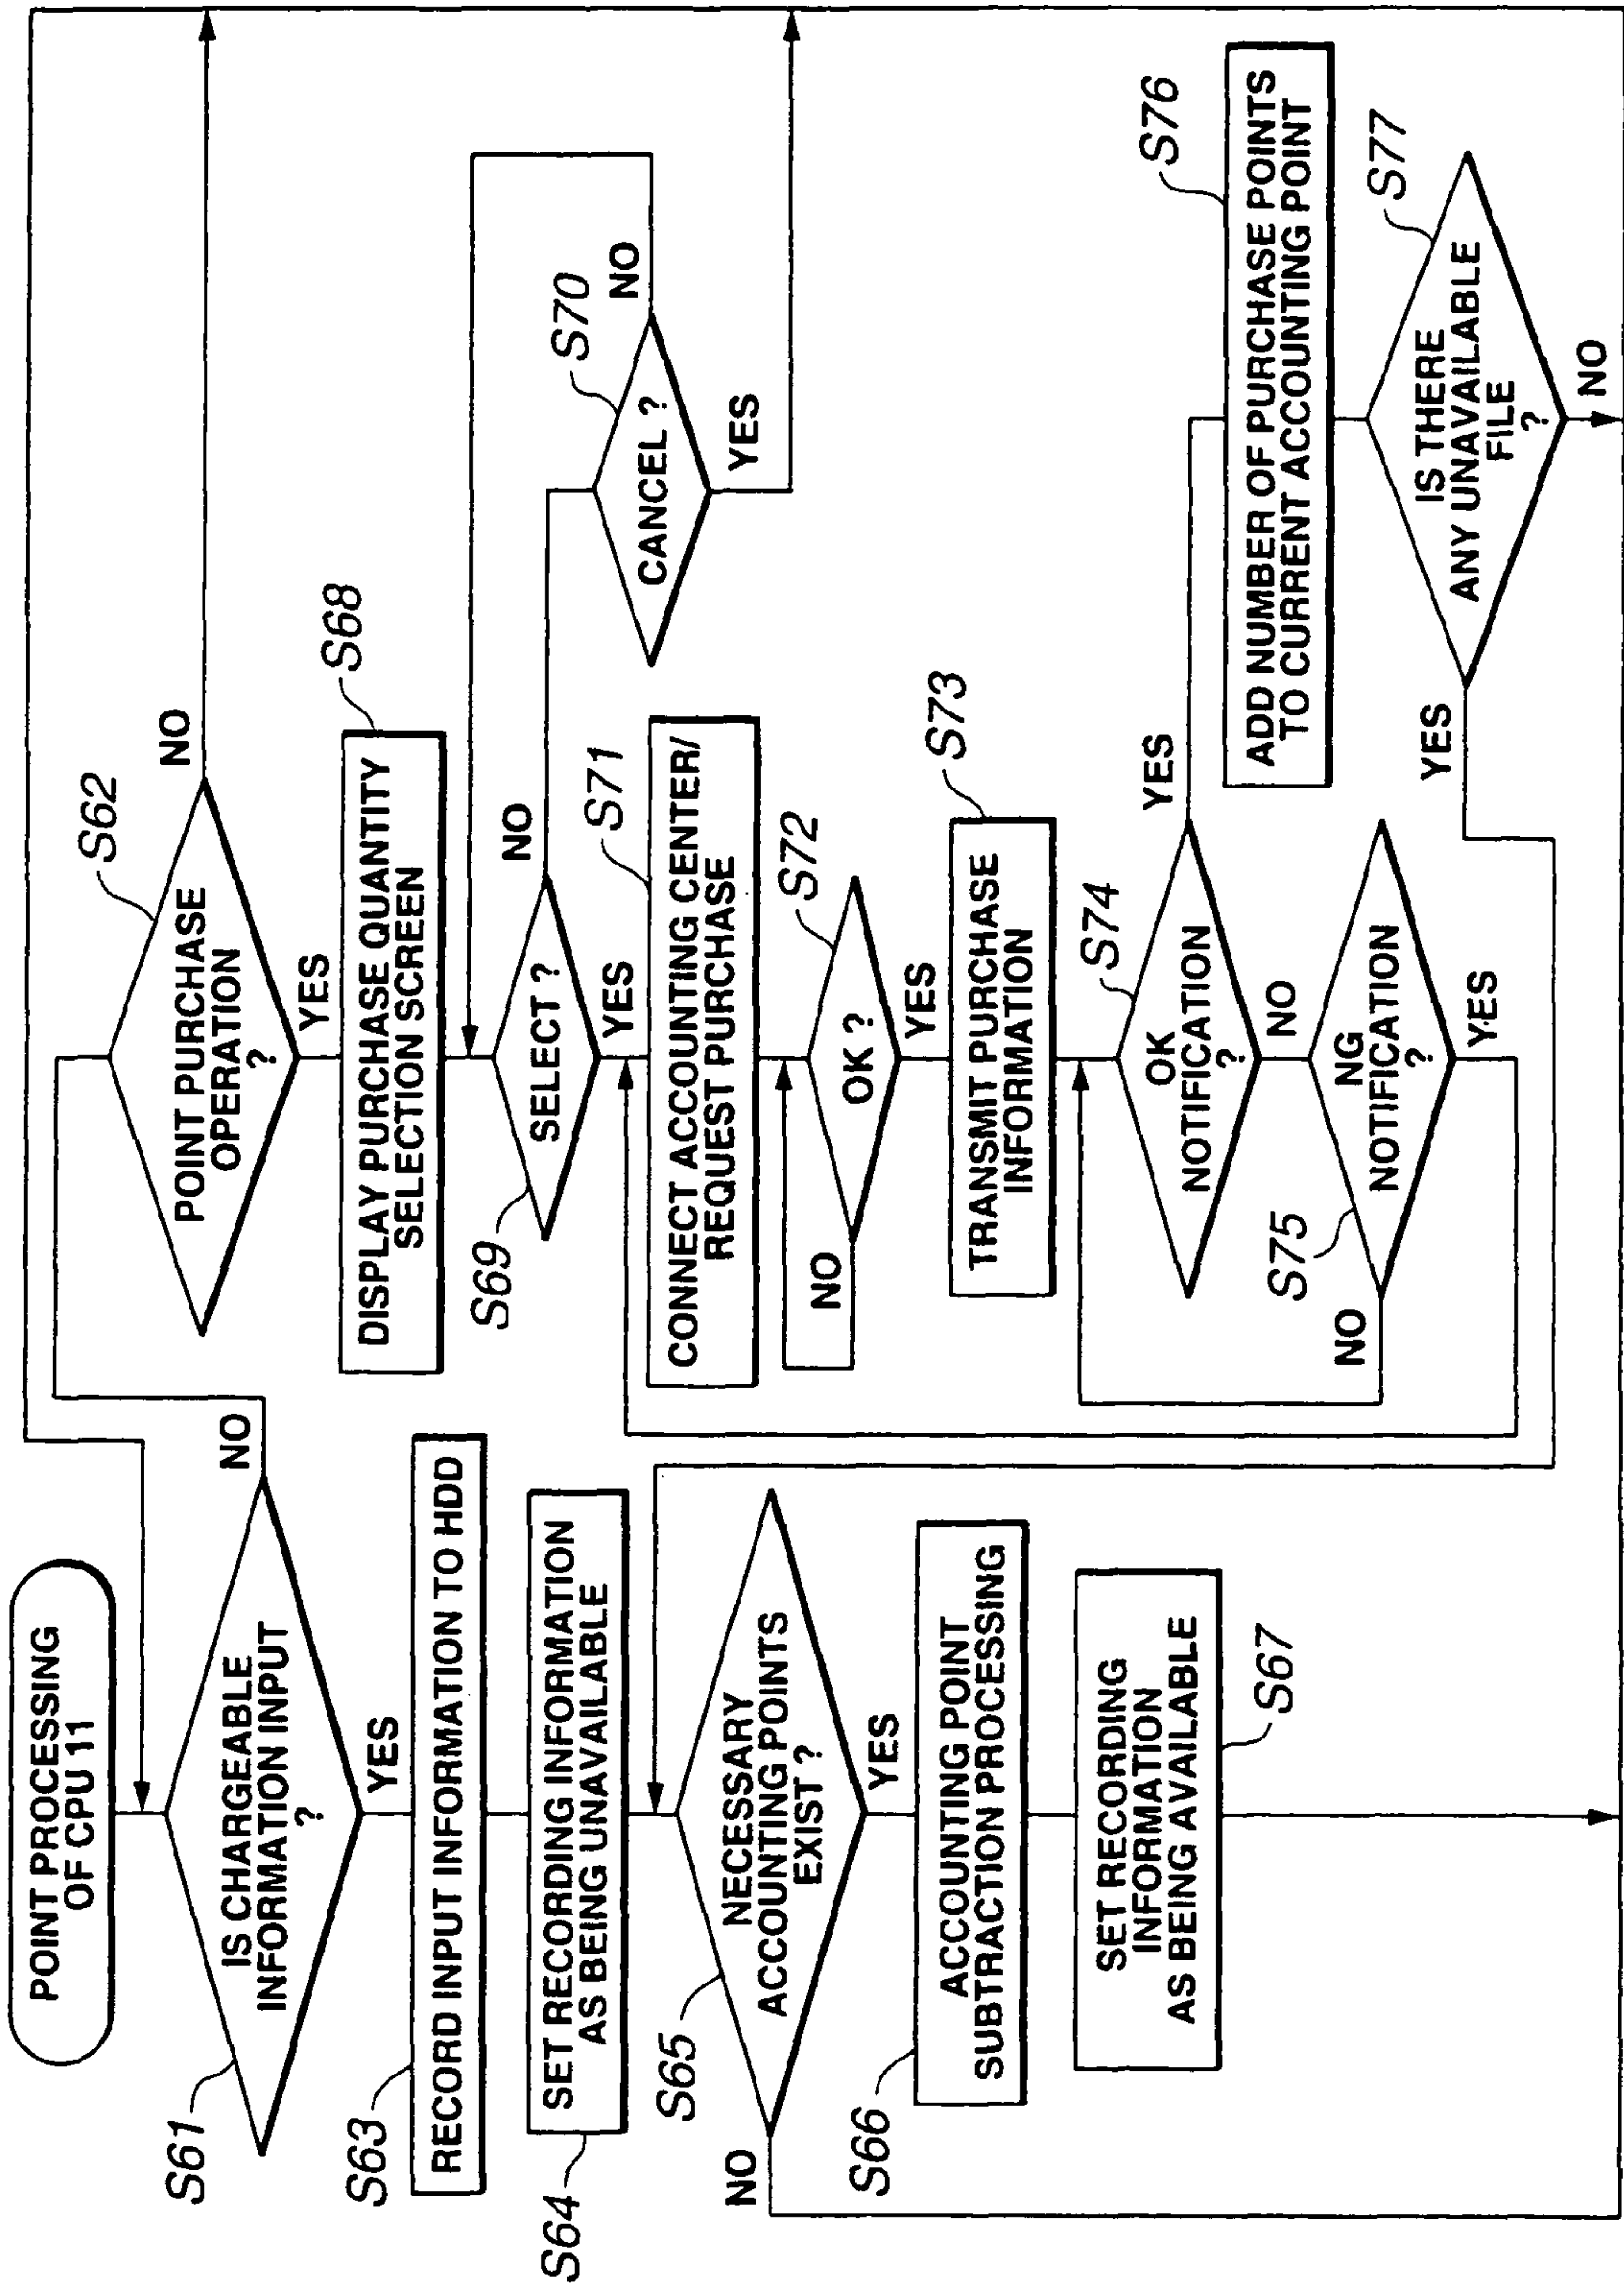 POINT PROCESSING
OF CPU 11
S61
IS CHARGEABLE
INFORMATION INPUT
?
NO
YES
S63
RECORD INPUT INFORMATION TO HDD
S64
SET RECORDING INFORMATION
AS BEING UNAVAILABLE
S65
NECESSARY
ACCOUNTING POINTS
EXIST ?
NO
YES
S66
ACCOUNTING POINT
SUBTRACTION PROCESSING
SET RECORDING
INFORMATION
AS BEING AVAILABLE
S67
S62
POINT PURCHASE
OPERATION
?
NO
YES
S68
DISPLAY PURCHASE QUANTITY
SELECTION SCREEN
S69
SELECT ?
NO
YES
S70
CANCEL ?
NO
YES
S71
CONNECT ACCOUNTING CENTER/
REQUEST PURCHASE
S72
OK ?
NO
YES
S73
TRANSMIT PURCHASE
INFORMATION
S74
OK
NOTIFICATION
?
YES
NO
S75
NG
NOTIFICATION
?
NO
YES
S76
ADD NUMBER OF PURCHASE POINTS
TO CURRENT ACCOUNTING POINT
S77
IS THERE
ANY UNAVAILABLE
FILE
?
YES
NO